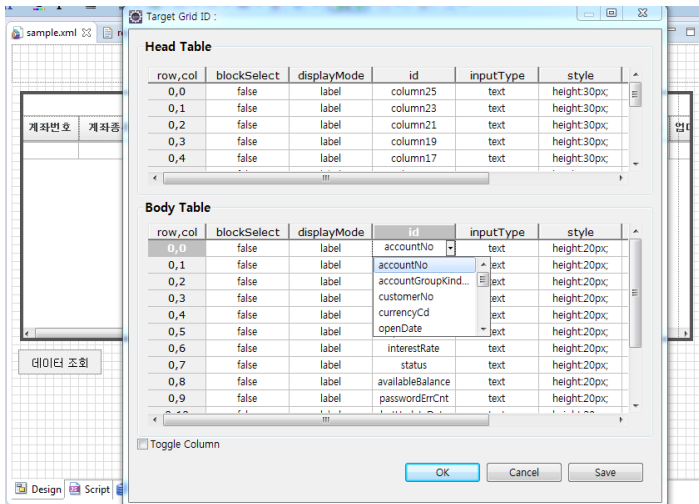 Target Grid ID :
sample.xml
Head Table
row,col blockSelect displayMode id inputType style
0,0 false label column25 text height:30px;
0,1 false label column23 text height:30px;
0,2 false label column21 text height:30px;
0,3 false label column19 text height:30px;
0,4 false label column17 text height:30px;
계좌번호 계좌종
Body Table
row,col blockSelect displayMode id inputType style
0,0 false label accountNo text height:20px;
0,1 false label accountNo text height:20px;
0,2 false label accountGroupKind... text height:20px;
0,3 false label customerNo text height:20px;
0,4 false label currencyCd text height:20px;
0,5 false label openDate text height:20px;
0,6 false label interestRate text height:20px;
0,7 false label status text height:20px;
0,8 false label availableBalance text height:20px;
0,9 false label passwordErrCnt text height:20px;
데이터 조회
Toggle Column
OK Cancel Save
Design Script